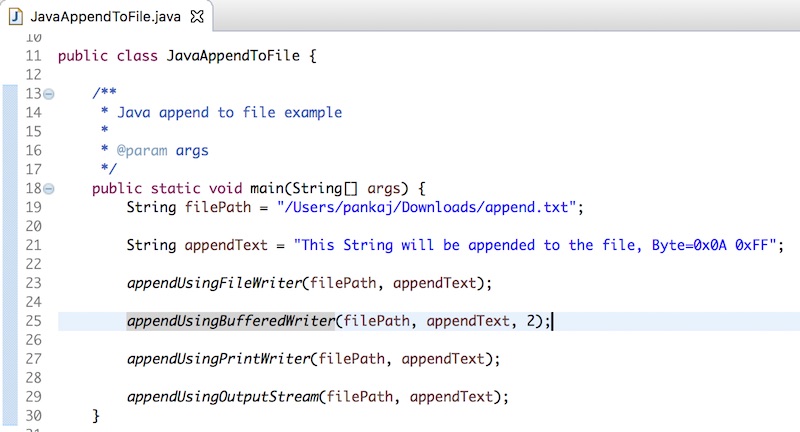 JavaAppendToFile.java
10
11 public class JavaAppendToFile {
12
13 /**
14 * Java append to file example
15 *
16 * @param args
17 */
18 public static void main(String[] args) {
19 String filePath = "/Users/pankaj/Downloads/append.txt";
20
21 String appendText = "This String will be appended to the file, Byte=0x0A 0xFF";
22
23 appendUsingFileWriter(filePath, appendText);
24
25 appendUsingBufferedWriter(filePath, appendText, 2);
26
27 appendUsingPrintWriter(filePath, appendText);
28
29 appendUsingOutputStream(filePath, appendText);
30 }